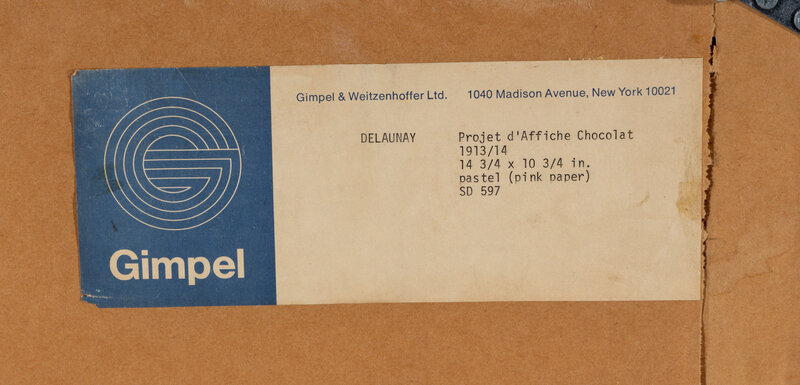 Gimpel & Weitzenhoffer Ltd. 1040 Madison Avenue, New York 10021
DELAUNAY Projet d'Affiche Chocolat
1913/14
14 3/4 x 10 3/4 in.
pastel (pink paper)
SD 597
Gimpel